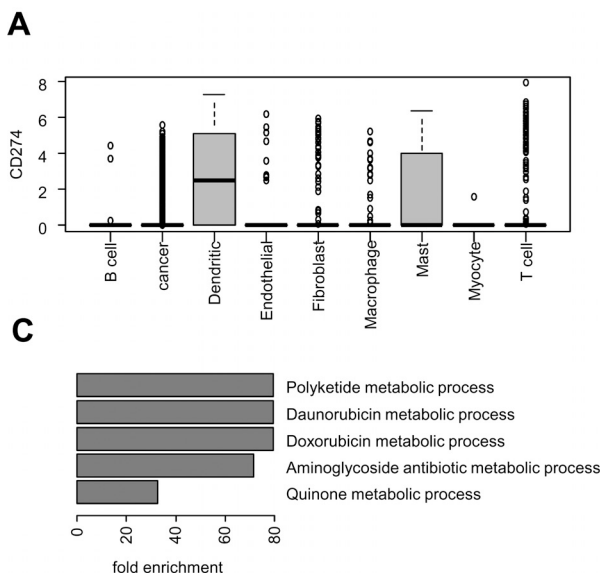 A
CD274
8
6
4
2
0
B cell
cancer
Dendritic
Endothelial
Fibroblast
Macrophage
Mast
Myocyte
T cell
C
Polyketide metabolic process
Daunorubicin metabolic process
Doxorubicin metabolic process
Aminoglycoside antibiotic metabolic process
Quinone metabolic process
0
20
40
60
80
fold enrichment